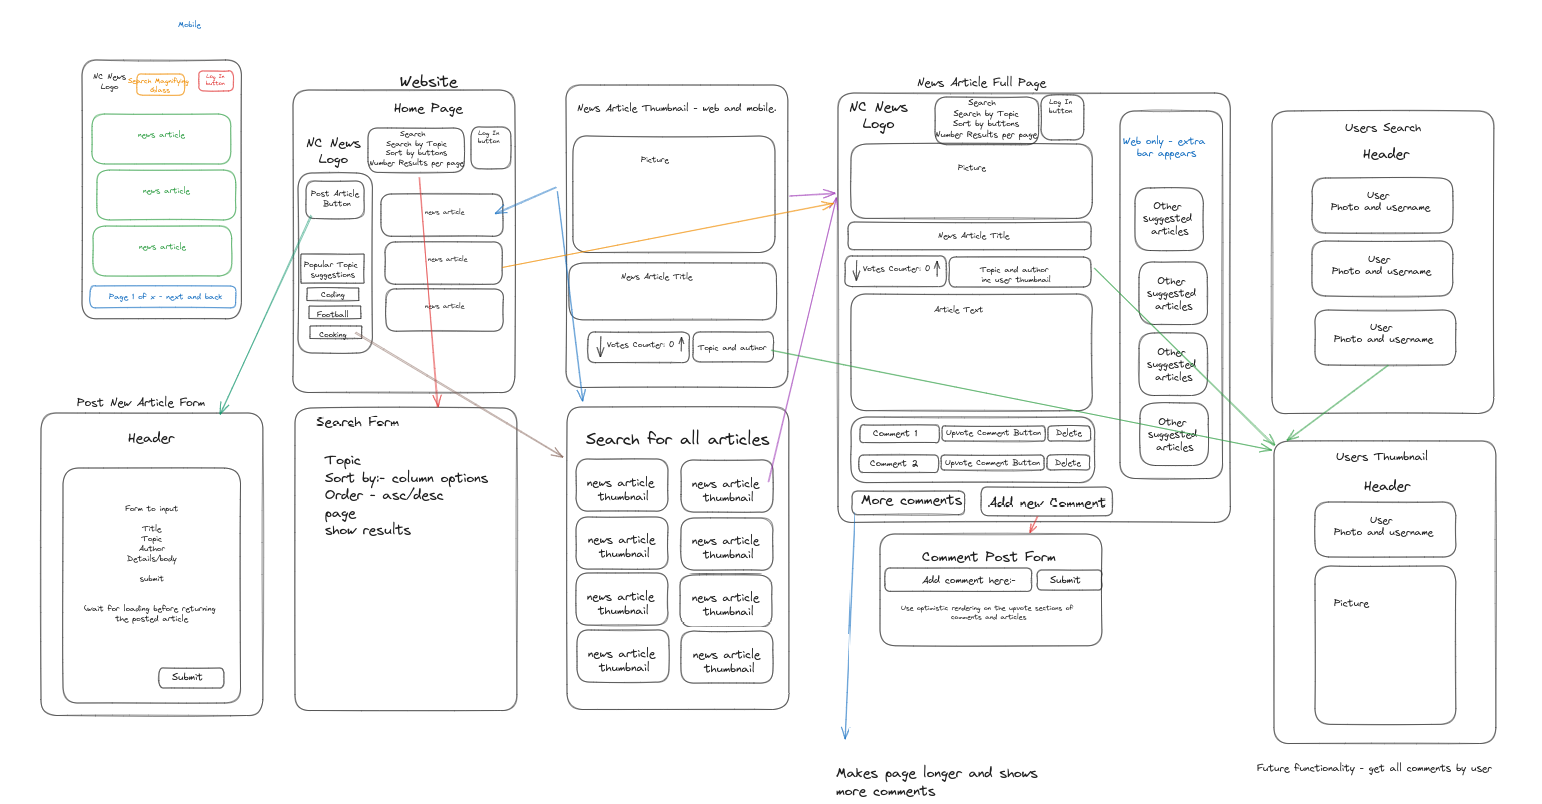 Mobile
NC News
Logo
Search Magnifying
Glass
Log In
button
news article
news article
news article
Page 1 of x - next and back
Website
Home Page
NC News
Logo
Search
Search by Topic
Sort by buttons
Number Results per page
Log In
button
Post Article
Button
Popular Topic
suggestions
Coding
Football
Cooking
news article
news article
news article
News Article Thumbnail - web and mobile.
Picture
News Article Title
Votes Counter: 0
Topic and author
News Article Full Page
NC News
Logo
Search
Search by Topic
Sort by buttons
Number Results per page
Log In
button
Picture
News Article Title
Votes Counter: 0
Topic and author
inc user thumbnail
Article Text
Comment 1
Upvote Comment Button
Delete
Comment 2
Upvote Comment Button
Delete
More comments
Add new Comment
Web only - extra
bar appears
Other
suggested
articles
Other
suggested
articles
Other
suggested
articles
Other
suggested
articles
Users Search
Header
User
Photo and username
User
Photo and username
User
Photo and username
Post New Article Form
Header
Form to input
Title
Topic
Author
Details/body
submit
(wait for loading before returning
the posted article
Submit
Search Form
Topic
Sort by:- column options
Order - asc/desc
page
show results
Search for all articles
news article
thumbnail
news article
thumbnail
news article
thumbnail
news article
thumbnail
news article
thumbnail
news article
thumbnail
news article
thumbnail
news article
thumbnail
Comment Post Form
Add comment here:-
Submit
Use optimistic rendering on the upvote sections of
comments and articles
Makes page longer and shows
more comments
Users Thumbnail
Header
User
Photo and username
Picture
Future functionality - get all comments by user